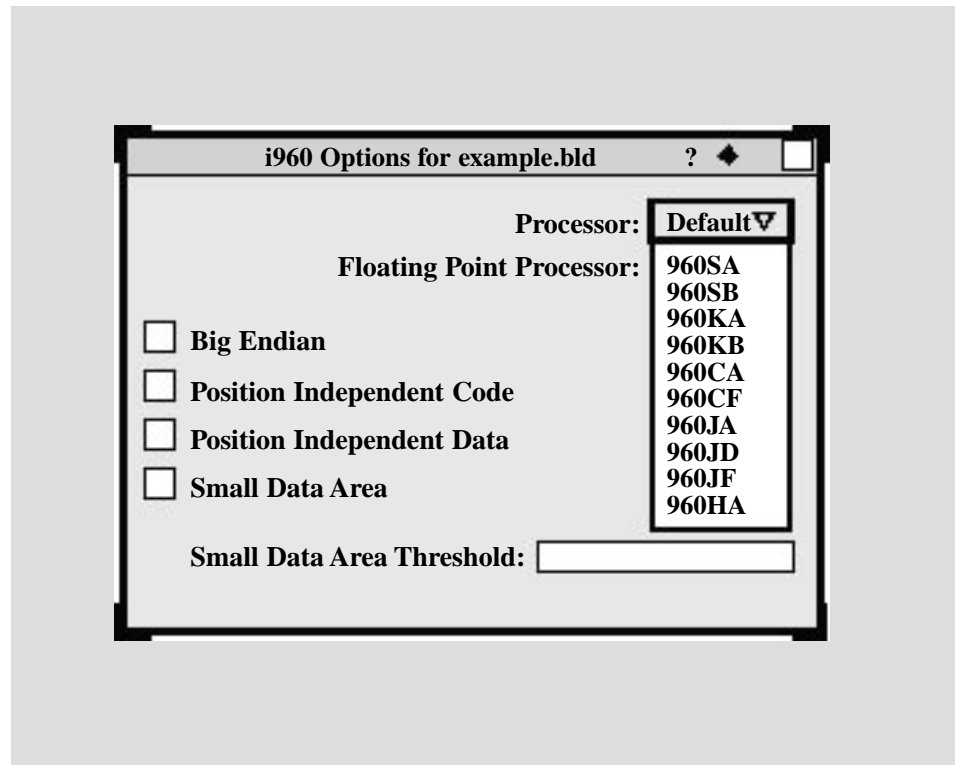 i960 Options for example.bld ?
Processor: Default
Floating Point Processor:
960SA
960SB
960KA
960KB
960CA
960CF
960JA
960JD
960JF
960HA
Big Endian
Position Independent Code
Position Independent Data
Small Data Area
Small Data Area Threshold: